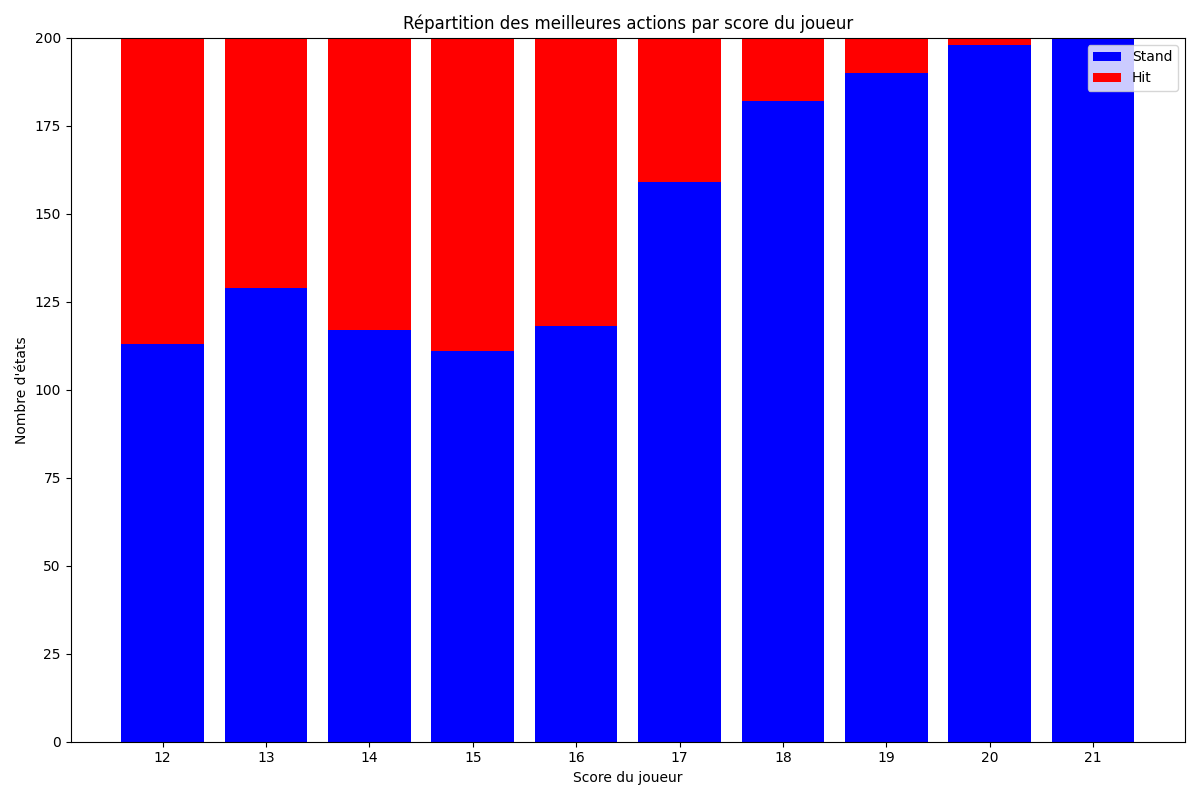 Répartition des meilleures actions par score du joueur
Stand
Hit
Nombre d'états
200
175
150
125
100
75
50
25
0
12 13 14 15 16 17 18 19 20 21
Score du joueur